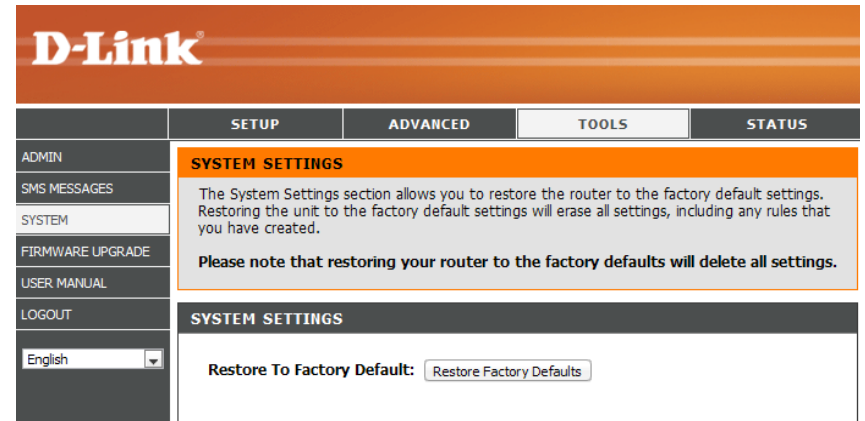 D-Link®
SETUP
ADVANCED
TOOLS
STATUS
ADMIN
SMS MESSAGES
SYSTEM
FIRMWARE UPGRADE
USER MANUAL
LOGOUT
English
SYSTEM SETTINGS
The System Settings section allows you to restore the router to the factory default settings.
Restoring the unit to the factory default settings will erase all settings, including any rules that
you have created.
Please note that restoring your router to the factory defaults will delete all settings.
SYSTEM SETTINGS
Restore To Factory Default: Restore Factory Defaults